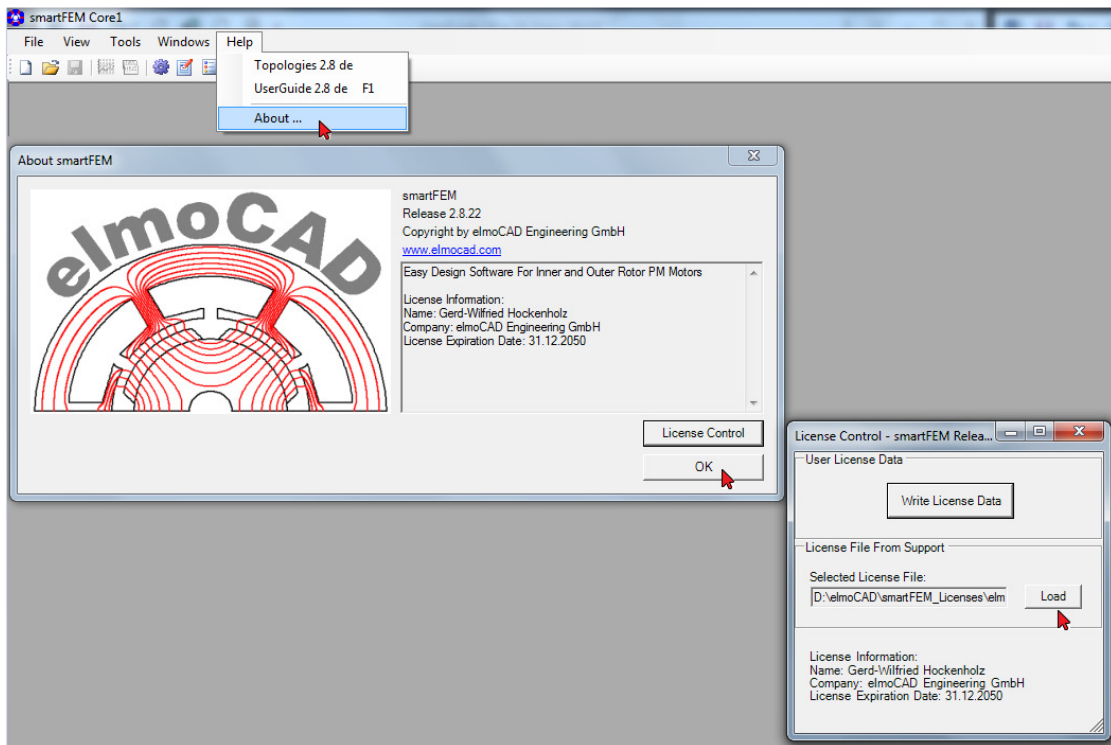 smartFEM Core1
File View Tools Windows Help
Topologies 2.8 de
UserGuide 2.8 de F1
About ...
About smartFEM
elmoCAD
smartFEM
Release 2.8.22
Copyright by elmoCAD Engineering GmbH
www.elmocad.com
Easy Design Software For Inner and Outer Rotor PM Motors
License Information:
Name: Gerd-Wilfried Hockenholz
Company: elmoCAD Engineering GmbH
License Expiration Date: 31.12.2050
License Control
OK
License Control - smartFEM Relea...
User License Data
Write License Data
License File From Support
Selected License File:
D:\elmoCAD\smartFEM_Licenses\elm
Load
License Information:
Name: Gerd-Wilfried Hockenholz
Company: elmoCAD Engineering GmbH
License Expiration Date: 31.12.2050